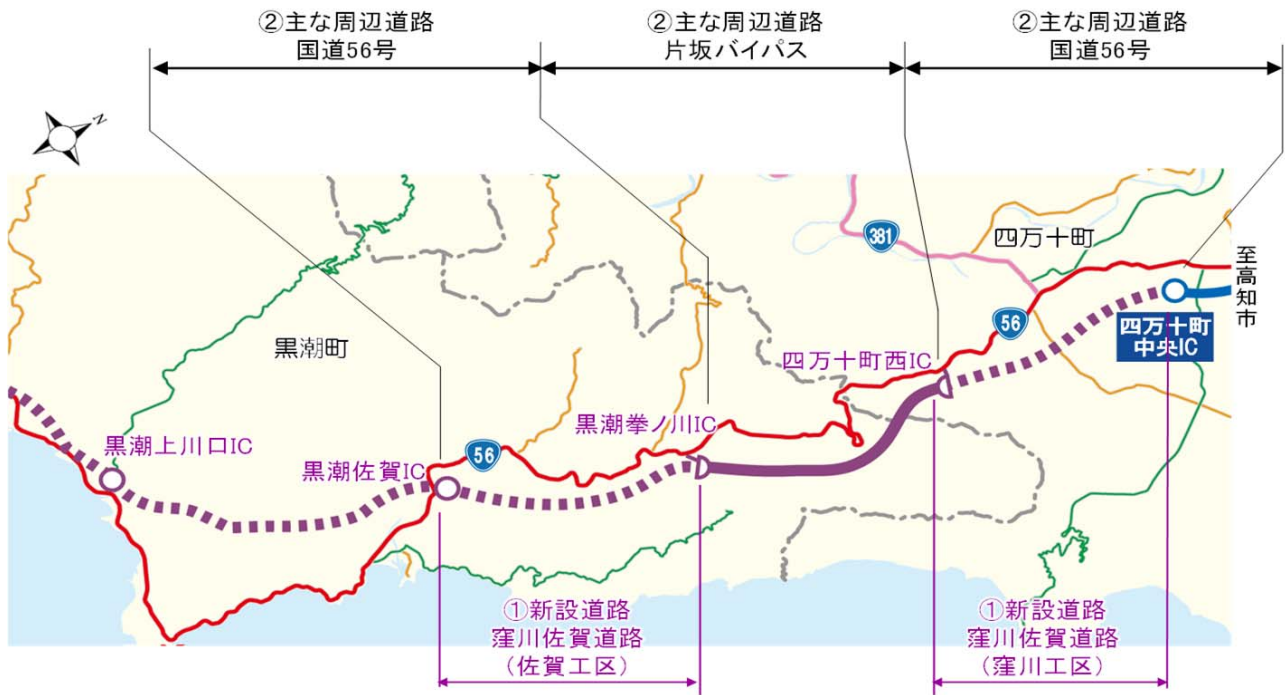 ②主な周辺道路
国道56号
②主な周辺道路
片坂バイパス
②主な周辺道路
国道56号
N
381
四万十町
至高知市
56
四万十町
中央IC
黒潮町
四万十町西IC
黒潮拳ノ川IC
黒潮上川口IC
黒潮佐賀IC
56
①新設道路
窪川佐賀道路
（佐賀工区）
①新設道路
窪川佐賀道路
（窪川工区）